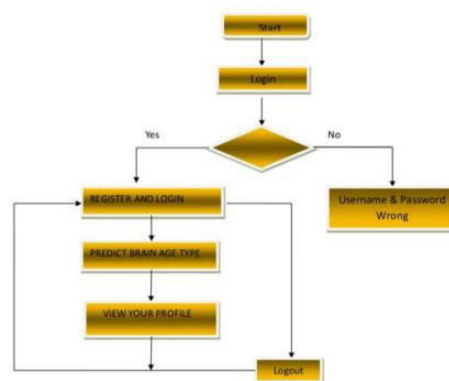 Start
Login
Yes
No
REGISTER AND LOGIN
Username & Password
Wrong
PREDICT BRAIN AGE TYPE
VIEW YOUR PROFILE
Logout